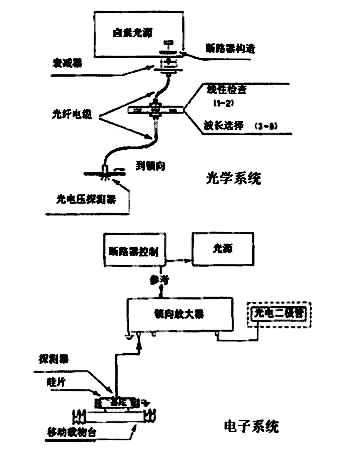 卤素光源
断路器构造
衰减器
线性检查
(1-2)
光纤电缆
波长选择 (3-8)
到锁向
光学系统
光电压探测器
断路器控制
光源
参考
锁向放大器
光电二极管
探测器
硅片
移动载物台
电子系统